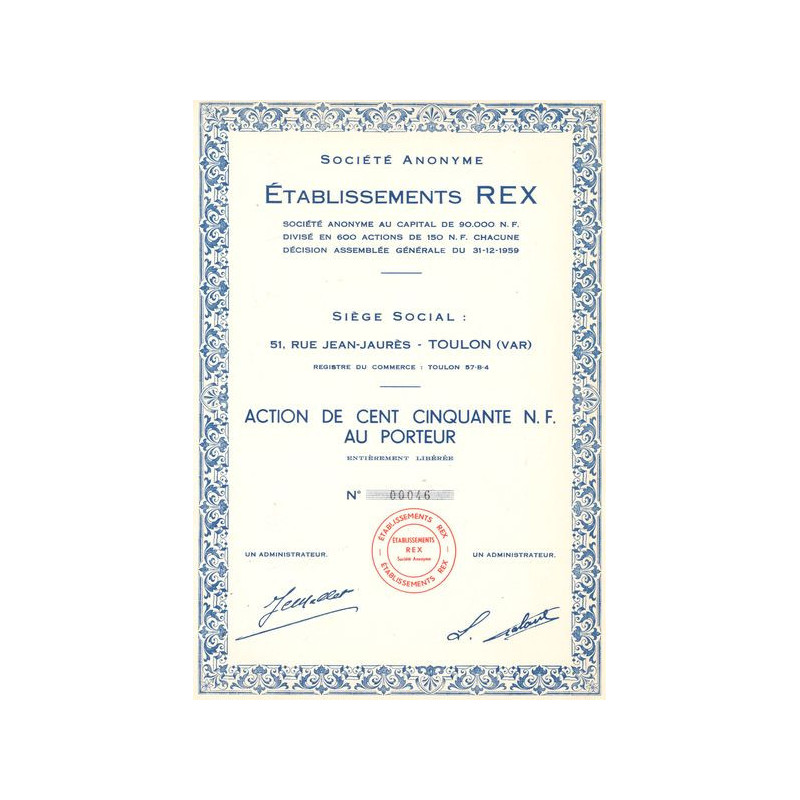 SOCIÉTÉ ANONYME
ÉTABLISSEMENTS REX
SOCIÉTÉ ANONYME AU CAPITAL DE 90.000 N. F.
DIVISÉ EN 600 ACTIONS DE 150 N. F. CHACUNE
DÉCISION ASSEMBLÉE GÉNÉRALE DU 31-12-1959
SIÈGE SOCIAL :
51, RUE JEAN-JAURÈS - TOULON (VAR)
REGISTRE DU COMMERCE : TOULON 57-B-4
ACTION DE CENT CINQUANTE N. F.
AU PORTEUR
ENTIÈREMENT LIBÉRÉE
N° 00046
ÉTABLISSEMENTS REX
ÉTABLISSEMENTS
REX
Société Anonyme
ÉTABLISSEMENTS REX
UN ADMINISTRATEUR.
UN ADMINISTRATEUR.